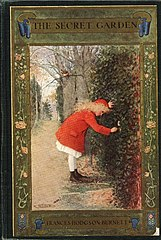 THE SECRET GARDEN
FRANCES HODGSON BURNETT